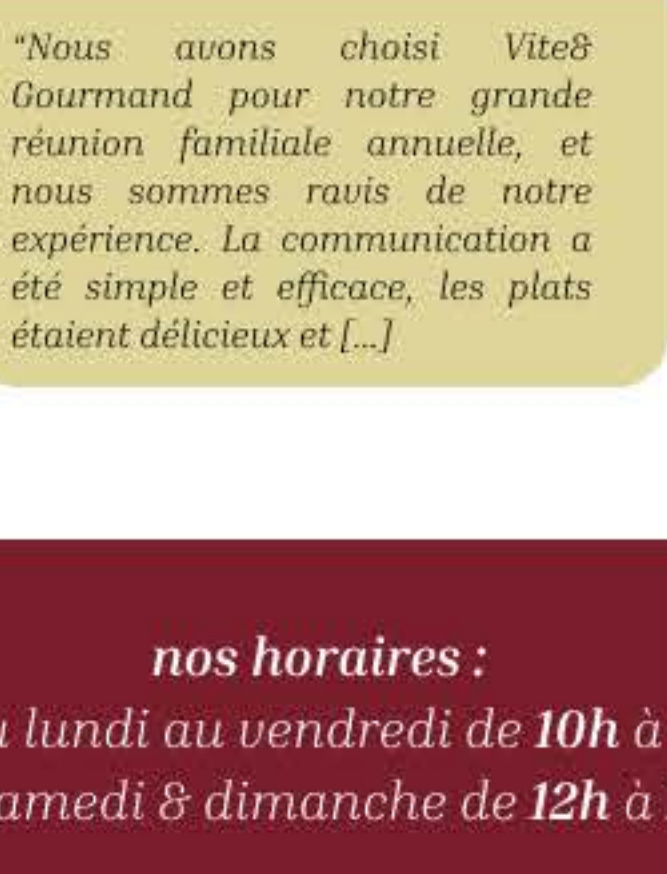 “Nous avons choisi Vite&
Gourmand pour notre grande
réunion familiale annuelle, et
nous sommes ravis de notre
expérience. La communication a
été simple et efficace, les plats
étaient délicieux et [...]
nos horaires :
lundi au vendredi de 10h à
amedi & dimanche de 12h à